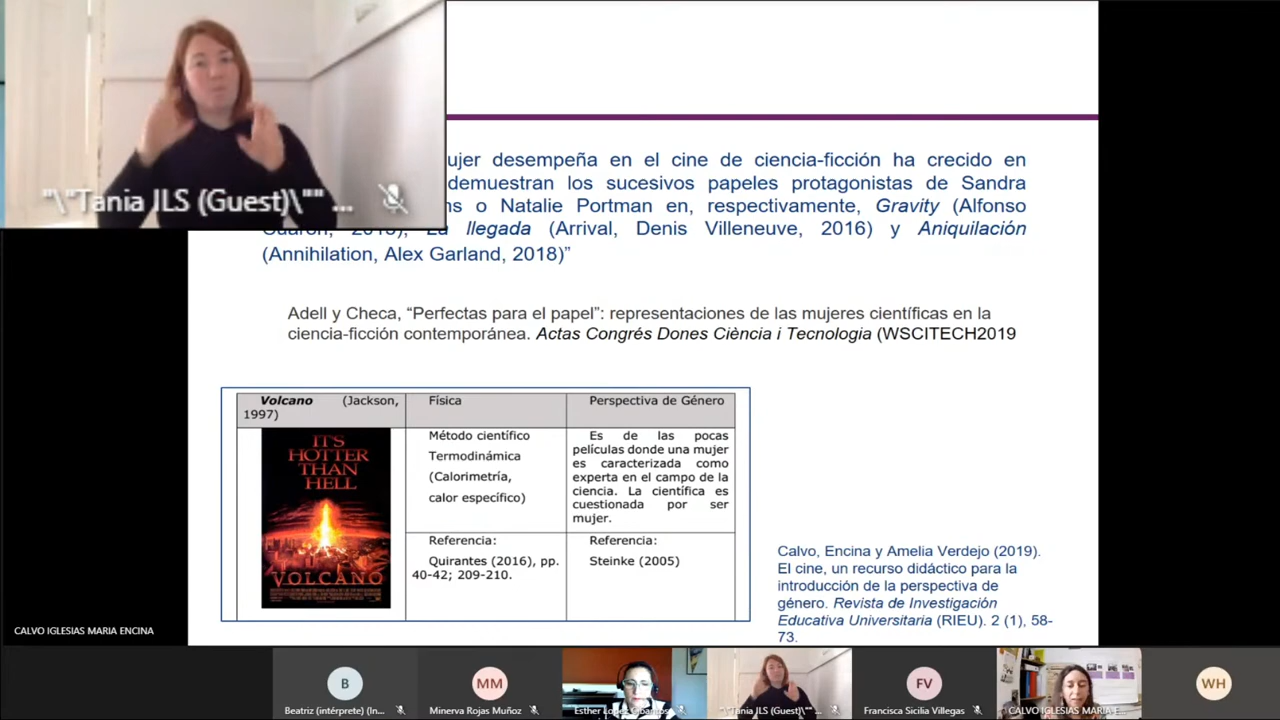 "\"Tania JLS (Guest)\"" ...
ujer desempeña en el cine de ciencia-ficción ha crecido en
demuestran los sucesivos papeles protagonistas de Sandra
ns o Natalie Portman en, respectivamente, Gravity (Alfonso
llegada (Arrival, Denis Villeneuve, 2016) y Aniquilación
(Annihilation, Alex Garland, 2018)”
Adell y Checa, “Perfectas para el papel”: representaciones de las mujeres científicas en la
ciencia-ficción contemporánea. Actas Congrés Dones Ciència i Tecnologia (WSCITECH2019
Volcano (Jackson,
1997)
Física
Perspectiva de Género
IT'S
HOTTER
THAN
HELL
VOLCANO
Método científico
Termodinámica
(Calorimetría,
calor específico)
Es de las pocas
películas donde una mujer
es caracterizada como
experta en el campo de la
ciencia. La científica es
cuestionada por ser
mujer.
Referencia:
Quirantes (2016), pp.
40-42; 209-210.
Referencia:
Steinke (2005)
Calvo, Encina y Amelia Verdejo (2019).
El cine, un recurso didáctico para la
introducción de la perspectiva de
género. Revista de Investigación
Educativa Universitaria (RIEU). 2 (1), 58-
73.
CALVO IGLESIAS MARIA ENCINA
B
Beatriz (intérprete) (In...
MM
Minerva Rojas Muñoz
Esther
"\"Tania JLS (Guest)\"" ...
FV
Francisca Sicilia Villegas
CALVO IGLESIAS MARIA E...
WH